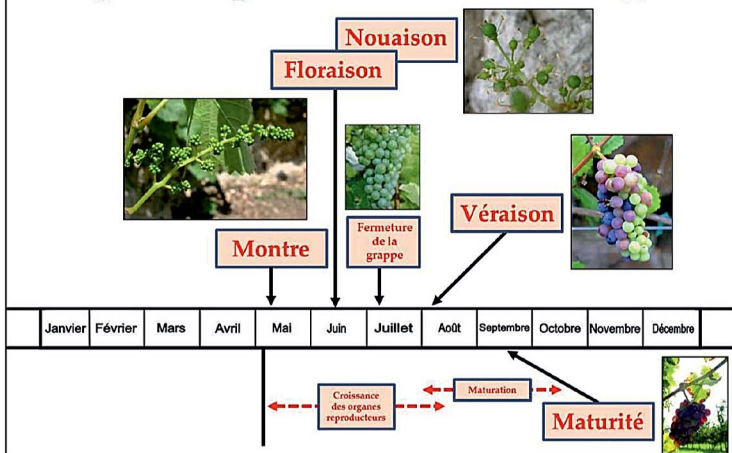 Nouaison
Floraison
Véraison
Fermeture
de la
grappe
Montre
Janvier Février Mars Avril Mai Juin Juillet Août Septembre Octobre Novembre Décembre
Croissance
des organes
reproducteurs
Maturation
Maturité